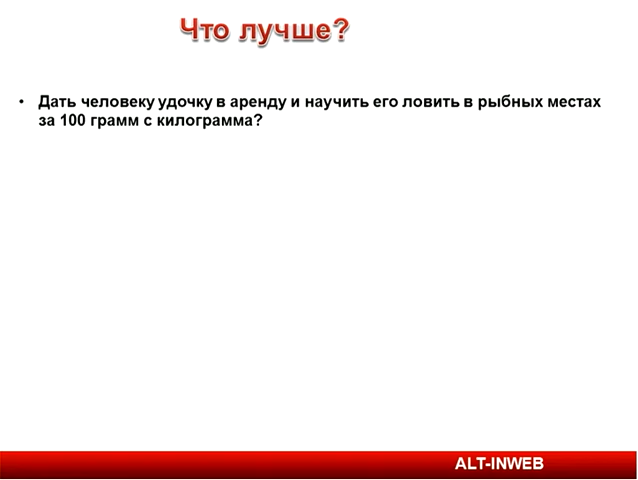 Что лучше?
• Дать человеку удочку в аренду и научить его ловить в рыбных местах
за 100 грамм с килограмма?
ALT-INWEB